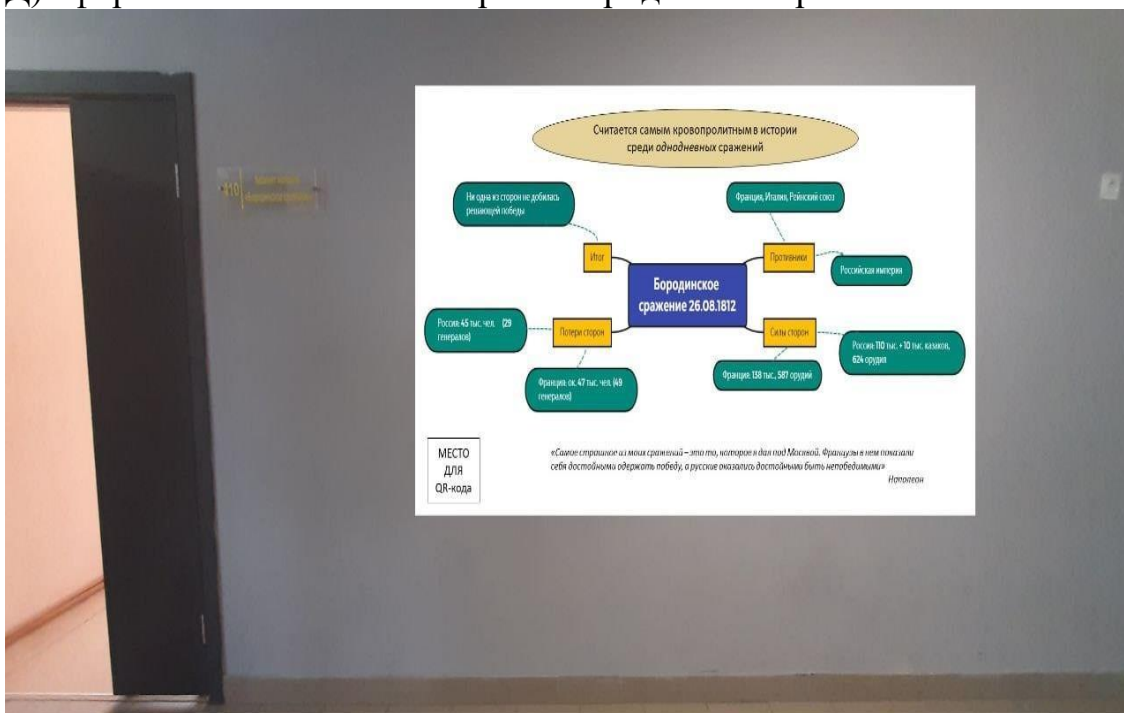 Считается самым кровопролитным в истории
среди однодневных сражений
Ни одна из сторон не добилась
решающей победы
Франция, Италия, Рейнский союз
Итог
Противники
Российская империя
Бородинское
сражение 26.08.1812
Россия: 45 тыс. чел. (29
генералов)
Потери сторон
Силы сторон
Россия: 110 тыс. + 10 тыс. казаков,
624 орудия
Франция: ок. 47 тыс. чел. (49
генералов)
Франция: 138 тыс., 587 орудий
МЕСТО
ДЛЯ
QR-кода
«Самое страшное из моих сражений – это то, которое я дал под Москвой. Французы в нем показали
себя достойными одержать победу, а русские оказались достойными быть непобедимыми»
Наполеон
410